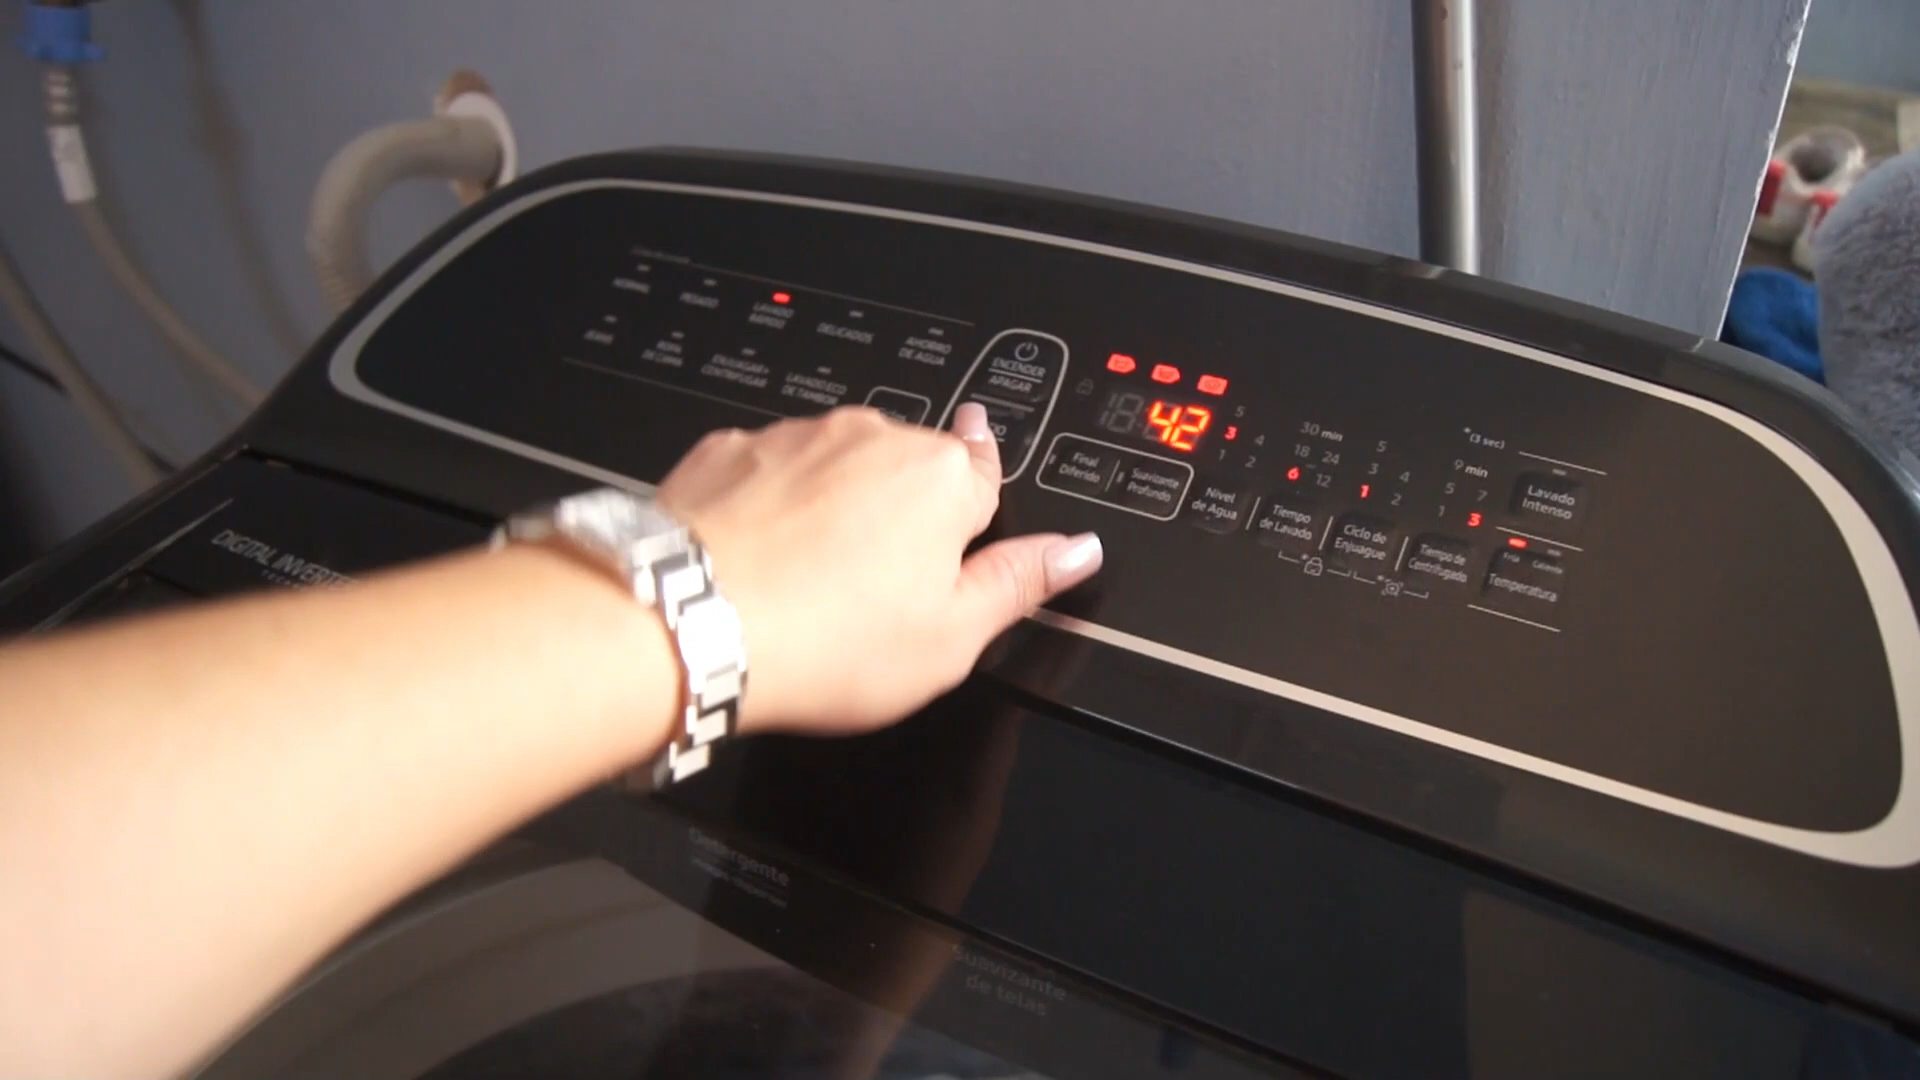 NORMAL
PESADO
LAVADO
RÁPIDO
DELICADOS
AHORRO
DE AGUA
JEANS
ROPA
DE CAMA
ENJUAGAR+
CENTRIFUGAR
LAVADO ECO
DE TAMBOR
ENCENDER
APAGAR
42
Final
Diferido
Suavizante
Profundo
5
3 4
1 2
Nivel
de Agua
30 min
18 24
6 12
Tiempo
de Lavado
5
3 4
1 2
Ciclo de
Enjuague
9 min
5 7
1 3
Tiempo de
Centrifugado
*(3 sec)
Lavado
Intenso
Fría Caliente
Temperatura
DIGITAL INVERTER
Detergente
Suavizante
de telas